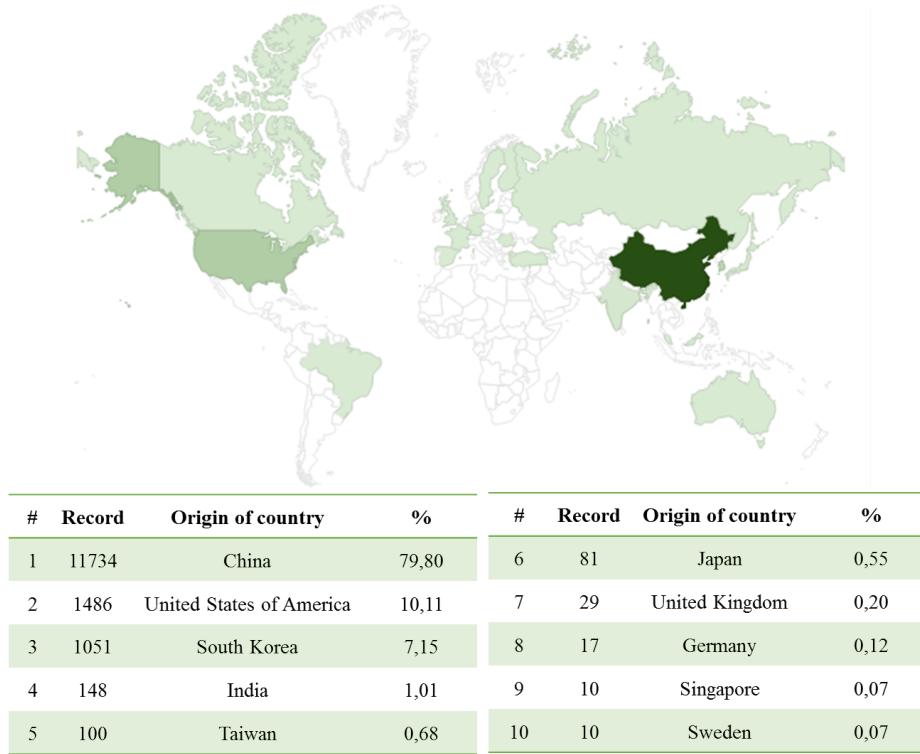 # Record Origin of country %
1 11734 China 79,80
2 1486 United States of America 10,11
3 1051 South Korea 7,15
4 148 India 1,01
5 100 Taiwan 0,68
# Record Origin of country %
6 81 Japan 0,55
7 29 United Kingdom 0,20
8 17 Germany 0,12
9 10 Singapore 0,07
10 10 Sweden 0,07